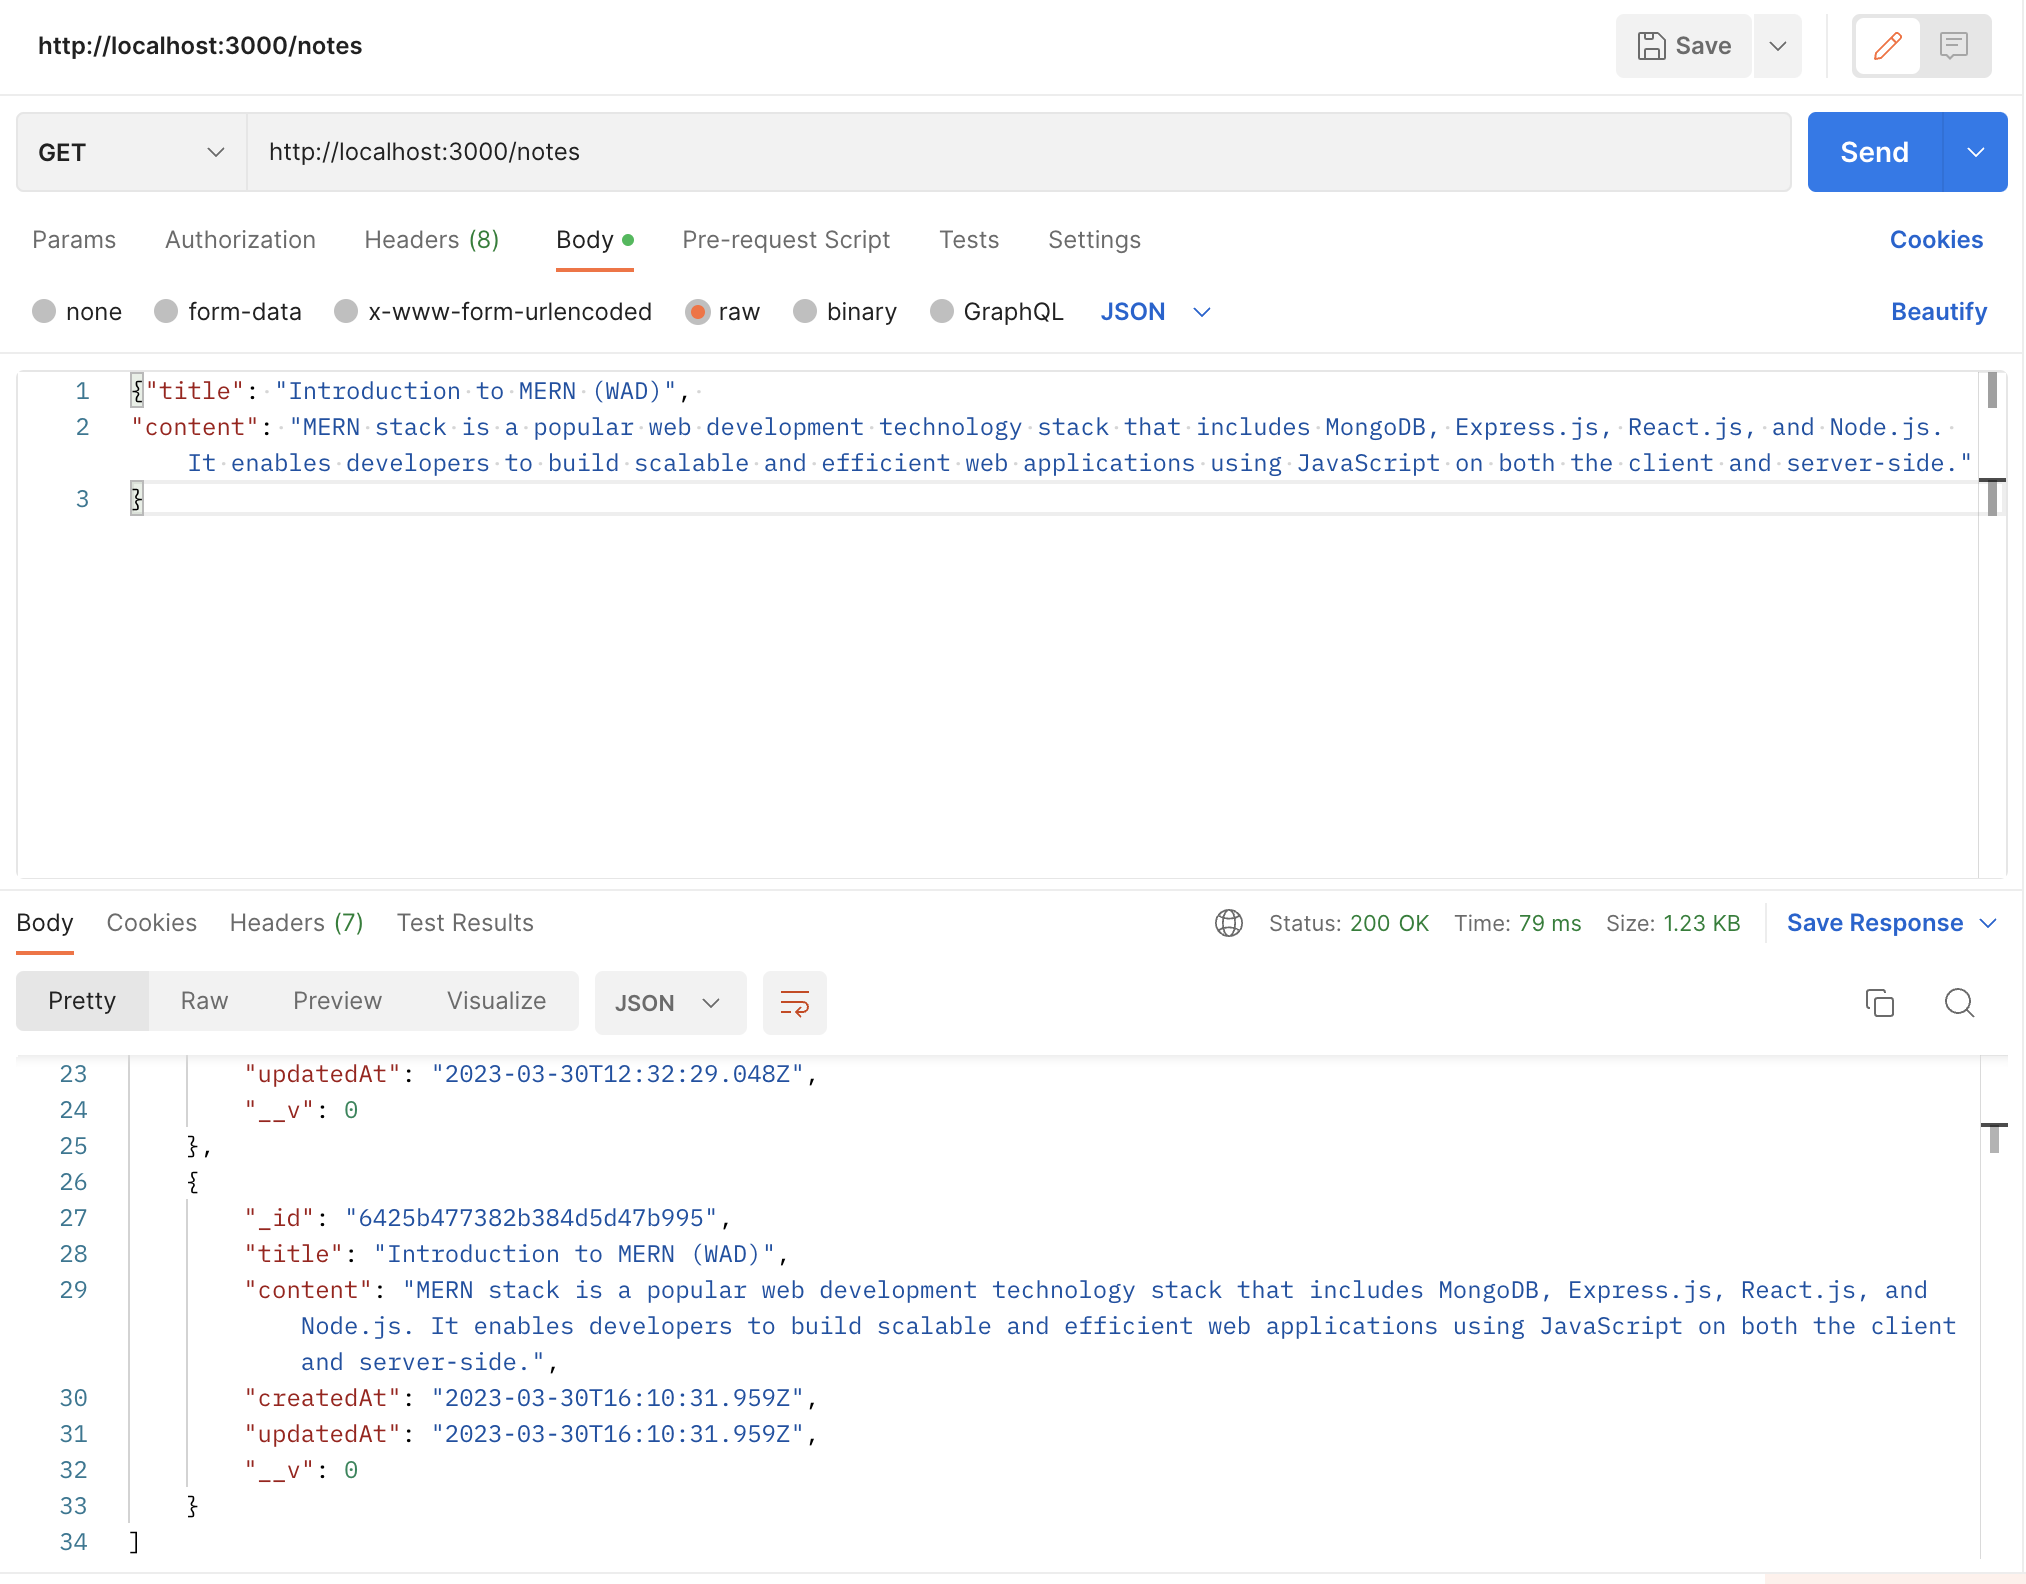 http://localhost:3000/notes
Save
GET
http://localhost:3000/notes
Send
Params Authorization Headers (8) Body Pre-request Script Tests Settings Cookies
none form-data x-www-form-urlencoded raw binary GraphQL JSON Beautify
1 {"title": "Introduction to MERN (WAD)",
2 "content": "MERN stack is a popular web development technology stack that includes MongoDB, Express.js, React.js, and Node.js.
It enables developers to build scalable and efficient web applications using JavaScript on both the client and server-side."
3 }
Body Cookies Headers (7) Test Results Status: 200 OK Time: 79 ms Size: 1.23 KB Save Response
Pretty Raw Preview Visualize JSON
23 "updatedAt": "2023-03-30T12:32:29.048Z",
24 "__v": 0
25 },
26 {
27 "_id": "6425b477382b384d5d47b995",
28 "title": "Introduction to MERN (WAD)",
29 "content": "MERN stack is a popular web development technology stack that includes MongoDB, Express.js, React.js, and
Node.js. It enables developers to build scalable and efficient web applications using JavaScript on both the client
and server-side.",
30 "createdAt": "2023-03-30T16:10:31.959Z",
31 "updatedAt": "2023-03-30T16:10:31.959Z",
32 "__v": 0
33 }
34 ]